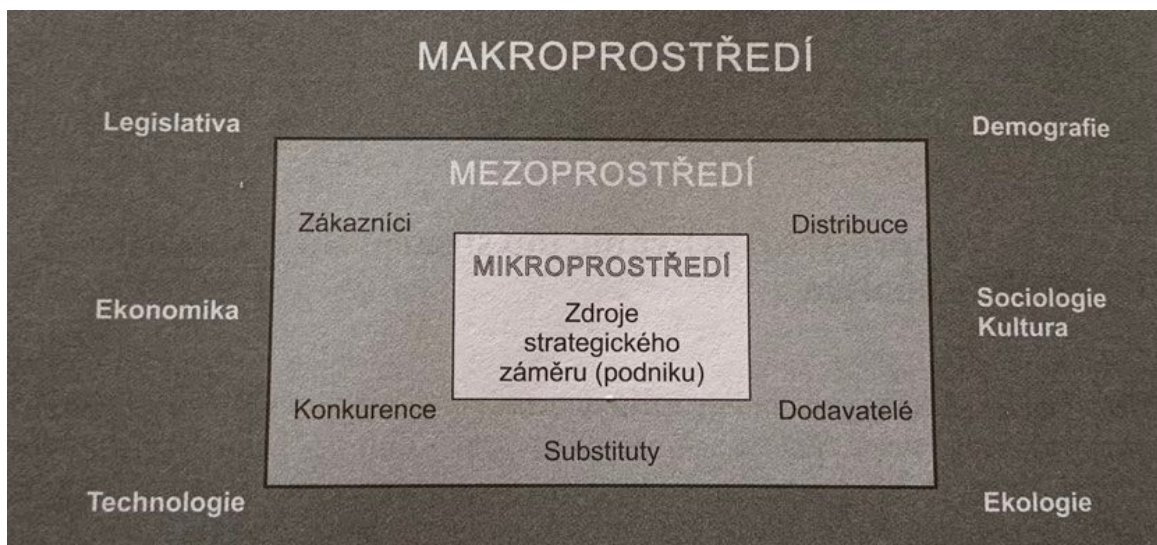 MAKROPROSTŘEDÍ
Legislativa
Demografie
MEZOPROSTŘEDÍ
Zákazníci
Distribuce
MIKROPROSTŘEDÍ
Ekonomika
Zdroje
strategického
záměru (podniku)
Sociologie
Kultura
Konkurence
Dodavatelé
Substituty
Technologie
Ekologie